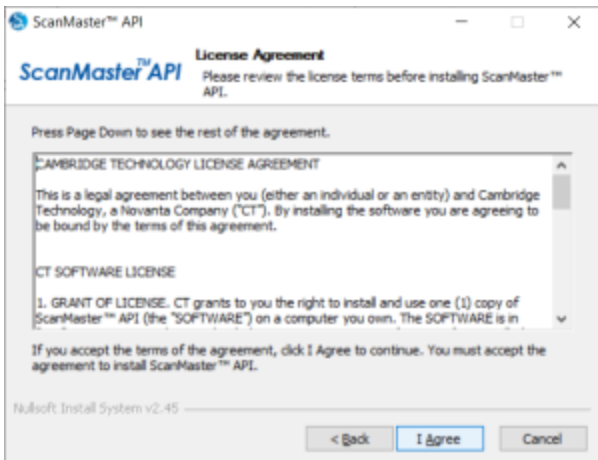 ScanMaster™ API
License Agreement
ScanMaster™API
Please review the license terms before installing ScanMaster™
API.
Press Page Down to see the rest of the agreement.
CAMBRIDGE TECHNOLOGY LICENSE AGREEMENT
This is a legal agreement between you (either an individual or an entity) and Cambridge
Technology, a Novanta Company ("CT"). By installing the software you are agreeing to
be bound by the terms of this agreement.
CT SOFTWARE LICENSE
1. GRANT OF LICENSE. CT grants to you the right to install and use one (1) copy of
ScanMaster™ API (the "SOFTWARE") on a computer you own. The SOFTWARE is in
If you accept the terms of the agreement, click I Agree to continue. You must accept the
agreement to install ScanMaster™ API.
Nullsoft Install System v2.45
< Back
I Agree
Cancel